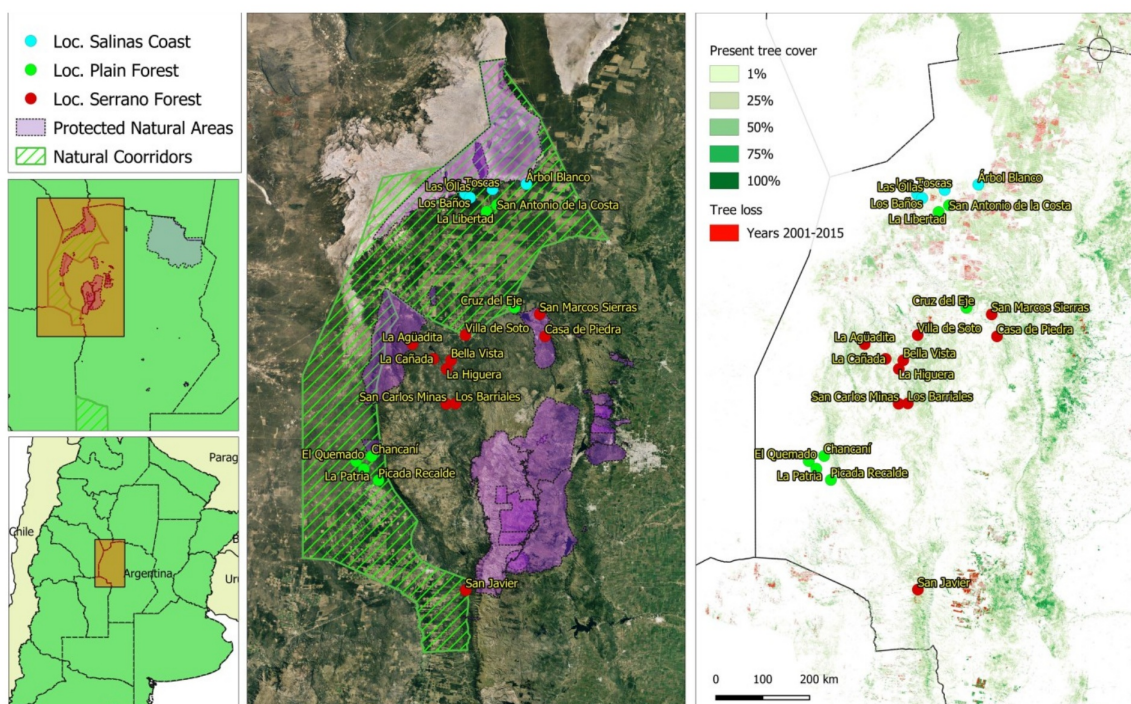 Loc. Salinas Coast
Loc. Plain Forest
Loc. Serrano Forest
Protected Natural Areas
Natural Coorridors
Parag
Chile
Argentina
B
Uru
Toscas
Árbol Blanco
Las Ollas
Los Baños
San Antonio de la Costa
La Libertad
Cruz del Eje
San Marcos Sierras
Villa de Soto
Casa de Piedra
La Agüadita
La Cañada
Bella Vista
La Higuera
San Carlos Minas
Los Barriales
El Quemado
Chancaní
La Patria
Picada Recalde
San Javier
Present tree cover
1%
25%
50%
75%
100%
Tree loss
Years 2001-2015
Toscas
Árbol Blanco
Las Ollas
Los Baños
San Antonio de la Costa
La Libertad
Cruz del Eje
San Marcos Sierras
Villa de Soto
Casa de Piedra
La Agüadita
La Cañada
Bella Vista
La Higuera
San Carlos Minas
Los Barriales
El Quemado
Chancaní
La Patria
Picada Recalde
San Javier
0
100
200 km